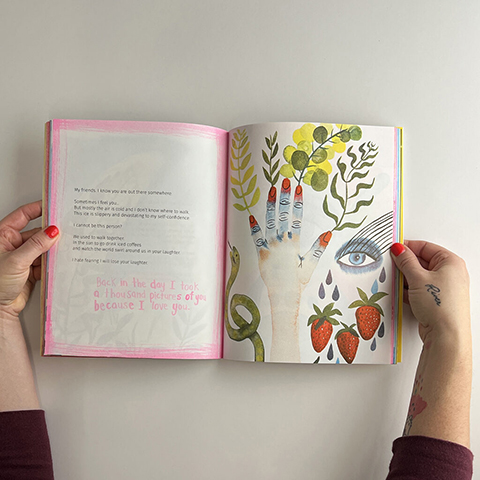 My friends, I know you are out there somewhere.
Sometimes I feel you.
But mostly the air is cold and I don't know where to walk
This ice is slippery and devastating to my self-confidence
I cannot be this person!
We used to walk together
in the sun to go drink iced coffees
and watch the world swirl around us in your laughter
I hate fearing I will lose your laughter
Back in the day I took
a thousand pictures of you
because I love you.